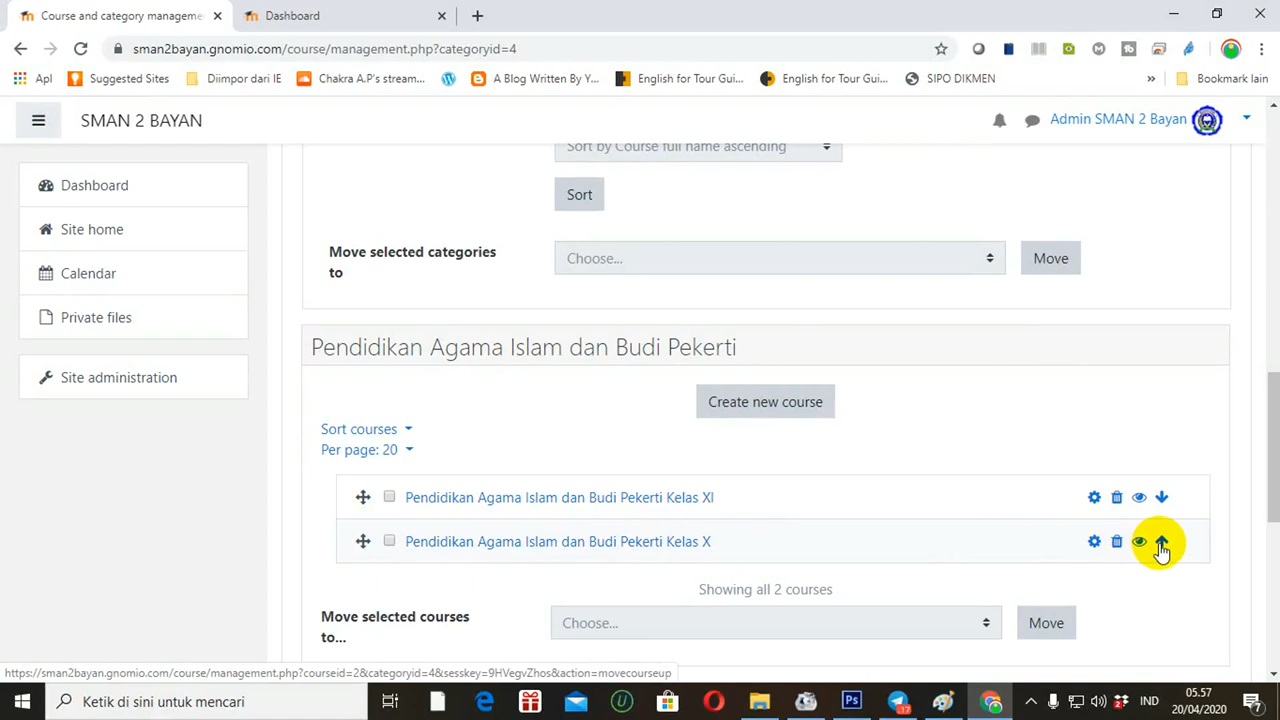 Course and category manageme
Dashboard
sman2bayan.gnomio.com/course/management.php?categoryid=4
Apl
Suggested Sites
Diimpor dari IE
Chakra A.P's stream...
A Blog Written By Y...
English for Tour Gui...
English for Tour Gui...
SIPO DIKMEN
»
Bookmark lain
SMAN 2 BAYAN
Admin SMAN 2 Bayan
Dashboard
Site home
Calendar
Private files
Site administration
Sort by Course full name ascending
Sort
Move selected categories
to
Choose...
Move
Pendidikan Agama Islam dan Budi Pekerti
Create new course
Sort courses
Per page: 20
Pendidikan Agama Islam dan Budi Pekerti Kelas XI
Pendidikan Agama Islam dan Budi Pekerti Kelas X
Showing all 2 courses
Move selected courses
to...
Choose...
Move
https://sman2bayan.gnomio.com/course/management.php?courseid=2&categoryid=4&sesskey=9HVegvZhos&action=movecourseup
Ketik di sini untuk mencari
Ps
17
IND
05.57
20/04/2020
7